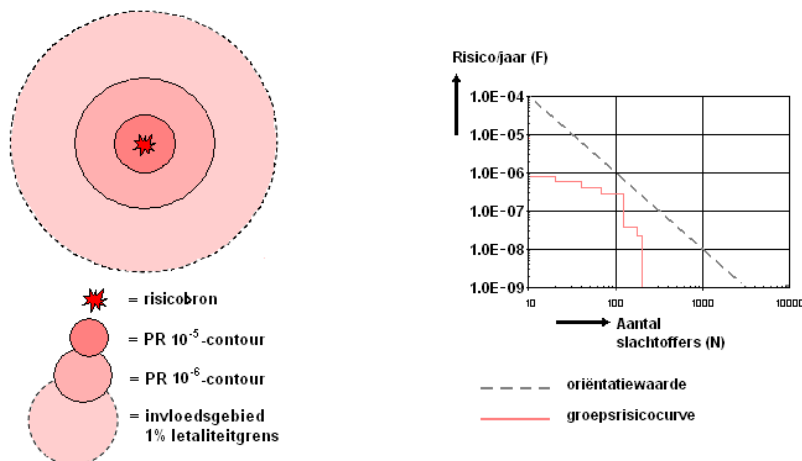 Risico/jaar (F)
1.0E-04
1.0E-05
1.0E-06
1.0E-07
1.0E-08
1.0E-09
10
100
1000
10000
Aantal
slachtoffers (N)
= risicobron
= PR 10⁻⁵-contour
= PR 10⁻⁶-contour
= invloedsgebied
1% letaliteitgrens
oriëntatiewaarde
groepsrisicocurve